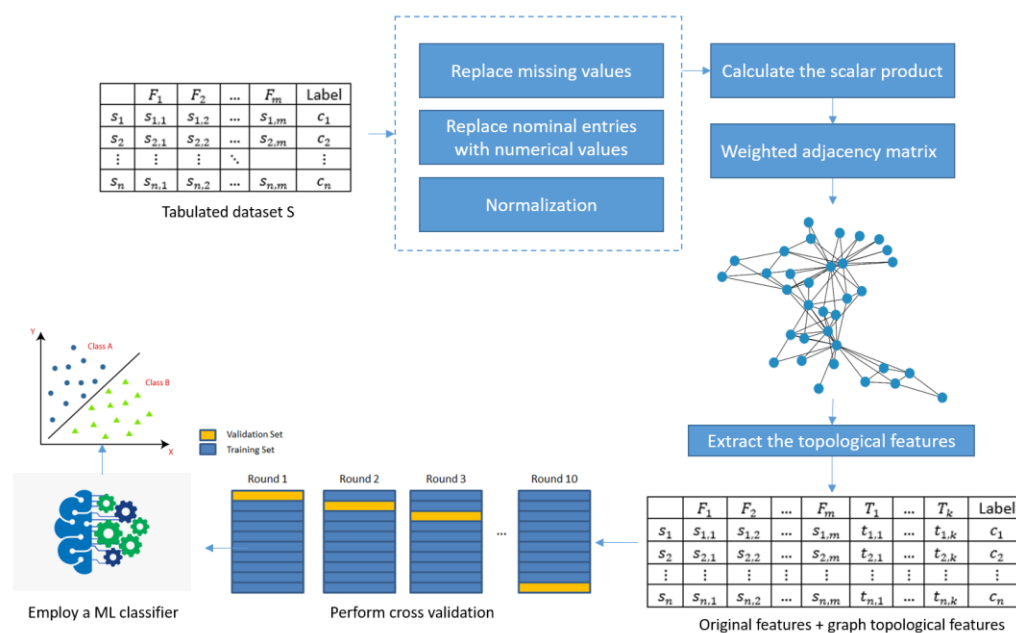 F₁ F₂ ... Fₘ Label
s₁ s₁,₁ s₁,₂ ... s₁,ₘ c₁
s₂ s₂,₁ s₂,₂ ... s₂,ₘ c₂
⋮ ⋮ ⋮ ⋱ ⋮
sₙ sₙ,₁ sₙ,₂ ... sₙ,ₘ cₙ
Tabulated dataset S
Replace missing values
Replace nominal entries
with numerical values
Normalization
Calculate the scalar product
Weighted adjacency matrix
Extract the topological features
F₁ F₂ ... Fₘ T₁ ... Tₖ Label
s₁ s₁,₁ s₁,₂ ... s₁,ₘ t₁,₁ ... t₁,ₖ c₁
s₂ s₂,₁ s₂,₂ ... s₂,ₘ t₂,₁ ... t₂,ₖ c₂
⋮ ⋮ ⋮ ⋮ ⋮ ⋮ ⋮ ⋮ ⋮
sₙ sₙ,₁ sₙ,₂ ... sₙ,ₘ tₙ,₁ ... tₙ,ₖ cₙ
Original features + graph topological features
Validation Set
Training Set
Round 1 Round 2 Round 3 Round 10
...
Perform cross validation
Employ a ML classifier
Y
Class A
Class B
X